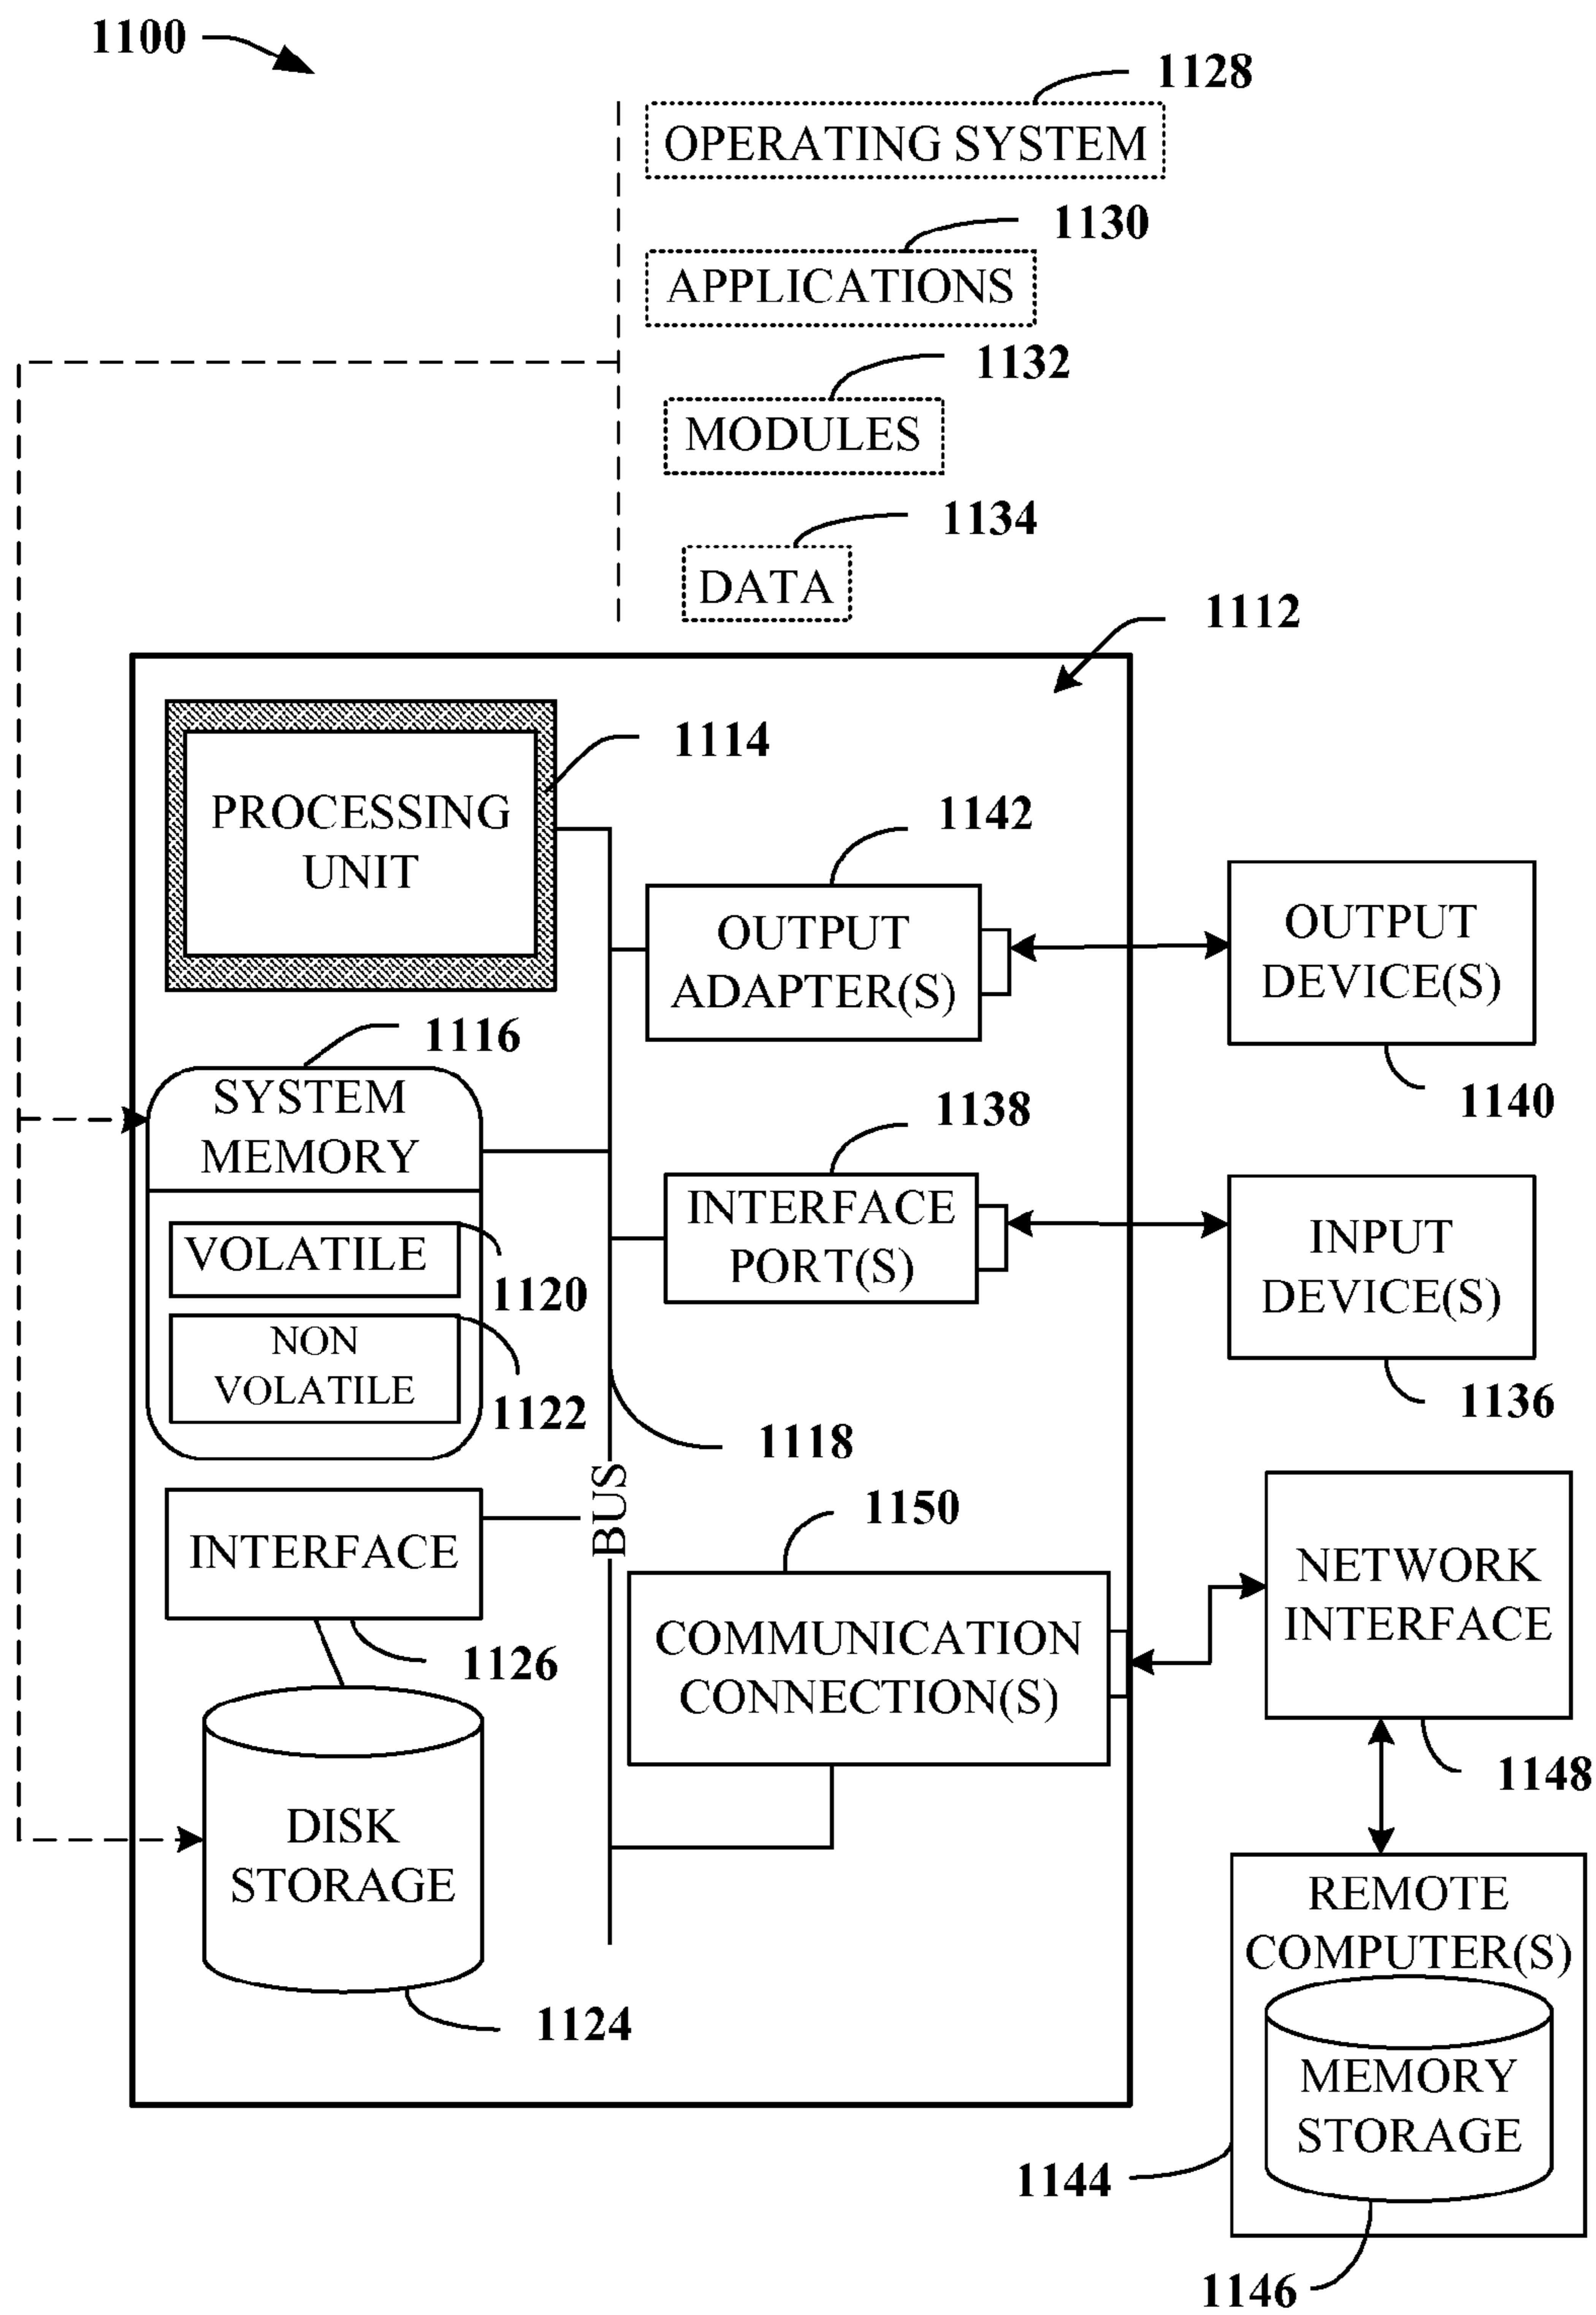 1100
1128
OPERATING SYSTEM
1130
APPLICATIONS
1132
MODULES
1134
DATA
1112
PROCESSING
UNIT
1114
1142
OUTPUT
ADAPTER(S)
OUTPUT
DEVICE(S)
1140
1116
SYSTEM
MEMORY
VOLATILE
1120
NON
VOLATILE
1122
1138
INTERFACE
PORT(S)
INPUT
DEVICE(S)
1136
1118
BUS
INTERFACE
1126
1150
COMMUNICATION
CONNECTION(S)
NETWORK
INTERFACE
1148
DISK
STORAGE
1124
REMOTE
COMPUTER(S)
MEMORY
STORAGE
1144
1146